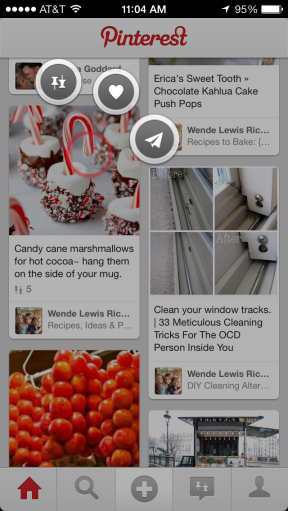 AT&T 11:04 AM 95%
Pinterest
Goddard
Erica's Sweet Tooth »
Chocolate Kahlua Cake
Push Pops
Wende Lewis Ric...
Recipes to Bake: {...
Before
After
Candy cane marshmallows
for hot cocoa~ hang them
on the side of your mug.
5
Wende Lewis Ric...
Recipes, Ideas & P...
Clean your window tracks.
| 33 Meticulous Cleaning
Tricks For The OCD
Person Inside You
Wende Lewis Ric...
DIY Cleaning Alter...